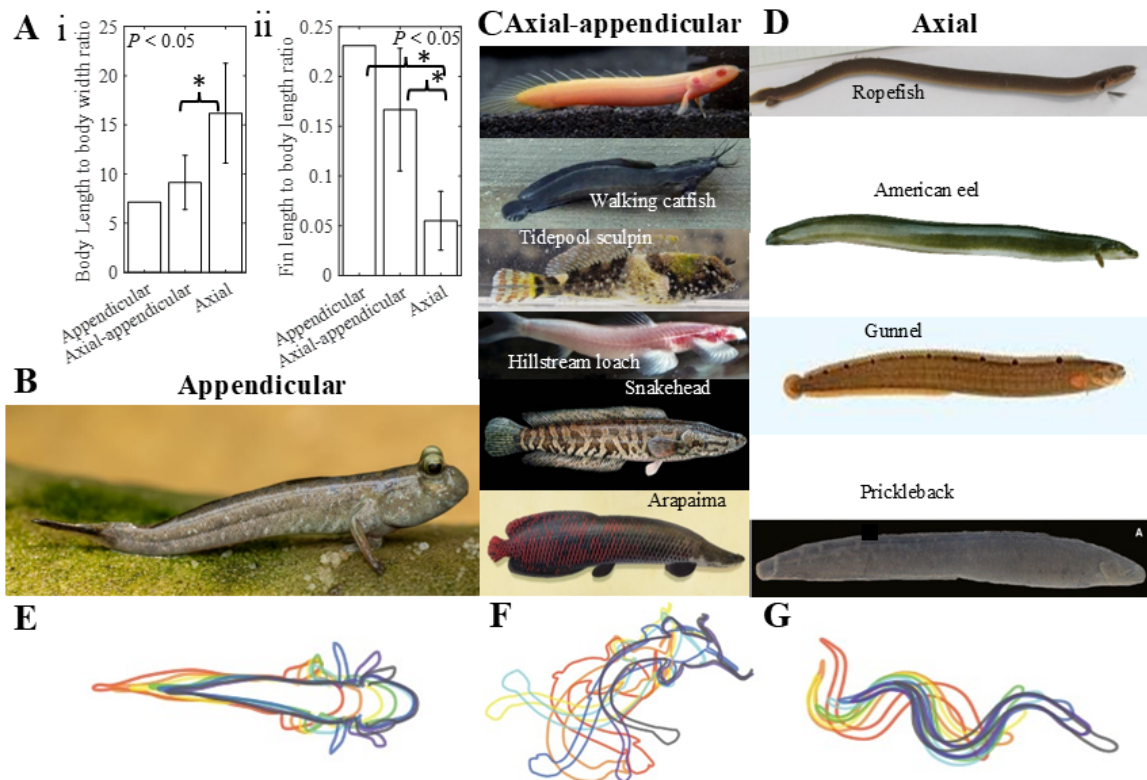 A i
Body Length to body width ratio
25
20
15
10
5
0
P < 0.05
*
Appendicular
Axial-appendicular
Axial
ii
Fin length to body length ratio
0.25
0.2
0.15
0.1
0.05
0
P < 0.05
*
*
Appendicular
Axial-appendicular
Axial
B Appendicular
C Axial-appendicular
Walking catfish
Tidepool sculpin
Hillstream loach
Snakehead
Arapaima
D Axial
Ropefish
American eel
Gunnel
Prickleback
A
E
F
G